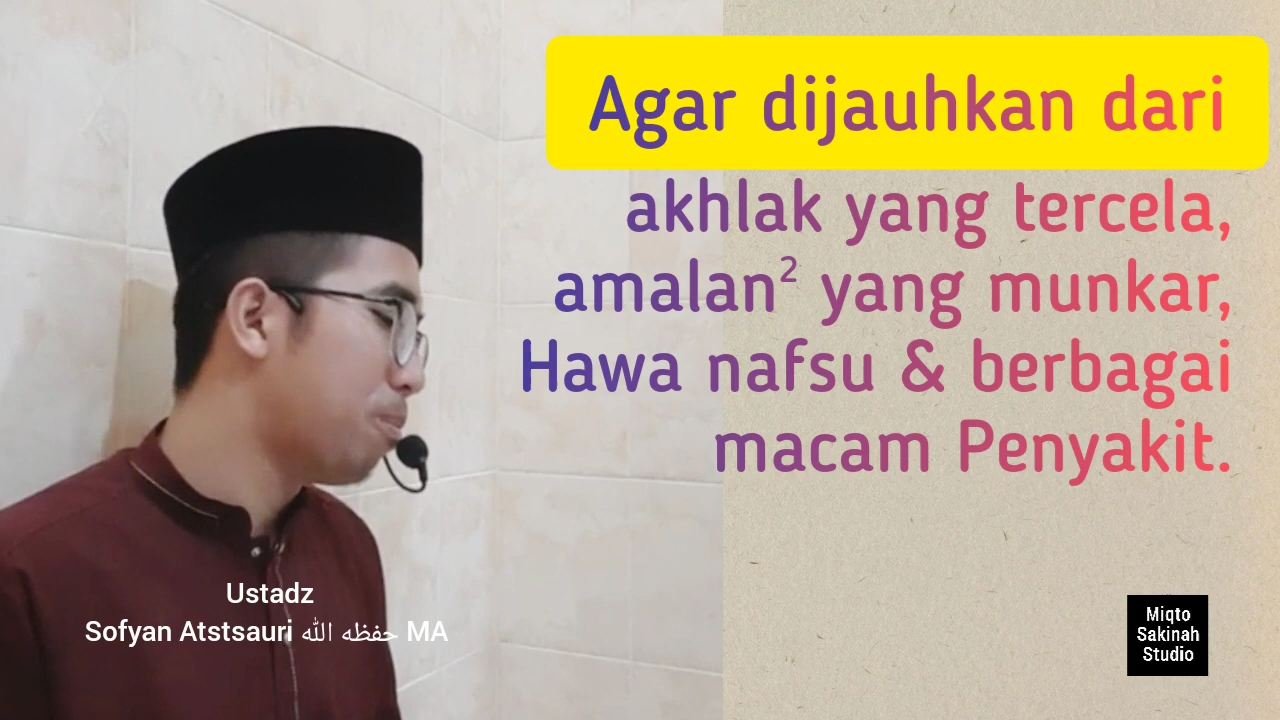 Agar dijauhkan dari
akhlak yang tercela,
amalan² yang munkar,
Hawa nafsu & berbagai
macam Penyakit.
Ustadz
Sofyan Atstsauri حفظه الله MA
Miqto
Sakinah
Studio